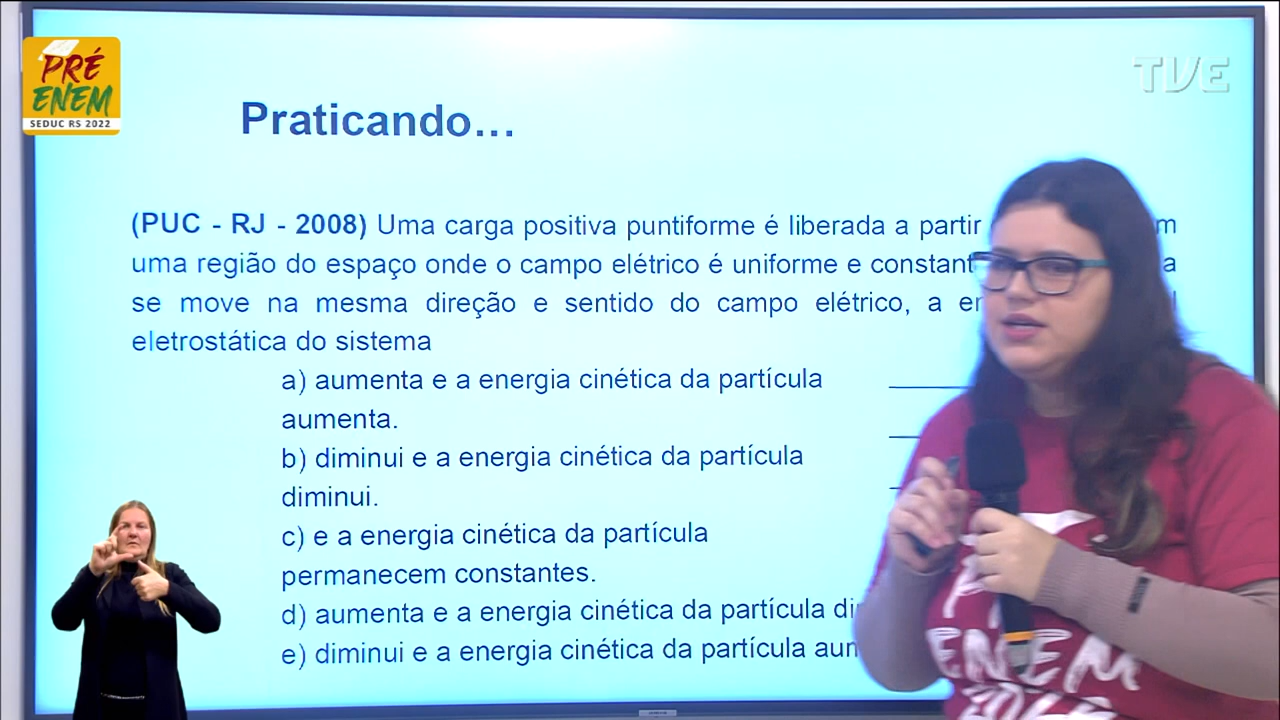 PRÉ
ENEM
SEDUC RS 2022
TVE
Praticando...
(PUC - RJ - 2008) Uma carga positiva puntiforme é liberada a partir
uma região do espaço onde o campo elétrico é uniforme e
se move na mesma direção e sentido do campo elétrico, a
eletrostática do sistema
a) aumenta e a energia cinética da partícula
aumenta.
b) diminui e a energia cinética da partícula
diminui.
c) e a energia cinética da partícula
permanecem constantes.
d) aumenta e a energia cinética da partícula
e) diminui e a energia cinética da partícula
ENEM